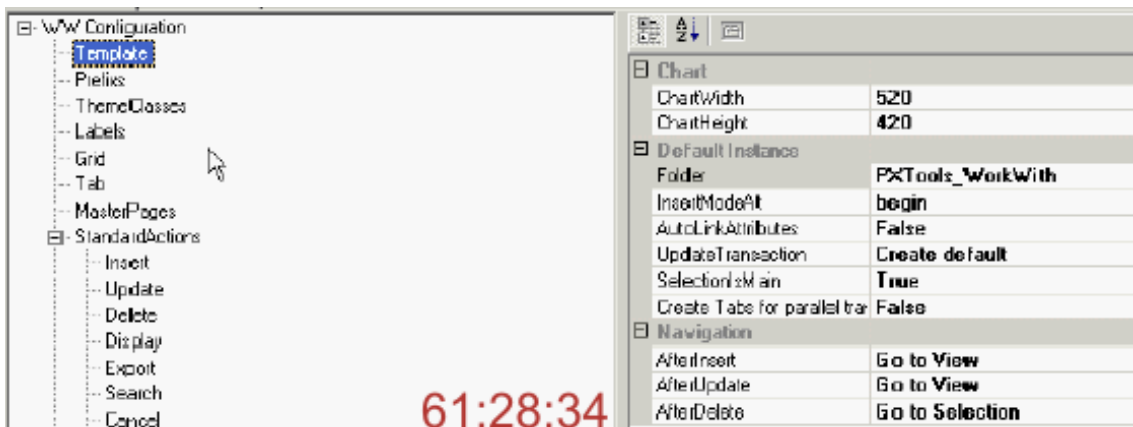 WW Configuration
Template
Prefixs
ThemeClasses
Labels
Grid
Tab
MasterPages
StandardActions
Insert
Update
Delete
Display
Export
Search
Cancel
61:28:34
Chart
ChartWidth 520
ChartHeight 420
Default Instance
Folder PXTools_WorkWith
InsertModeAt begin
AutoLinkAttributes False
UpdateTransaction Create default
SelectionIsMain True
Create Tabs for parallel trar False
Navigation
AfterInsert Go to View
AfterUpdate Go to View
AfterDelete Go to Selection